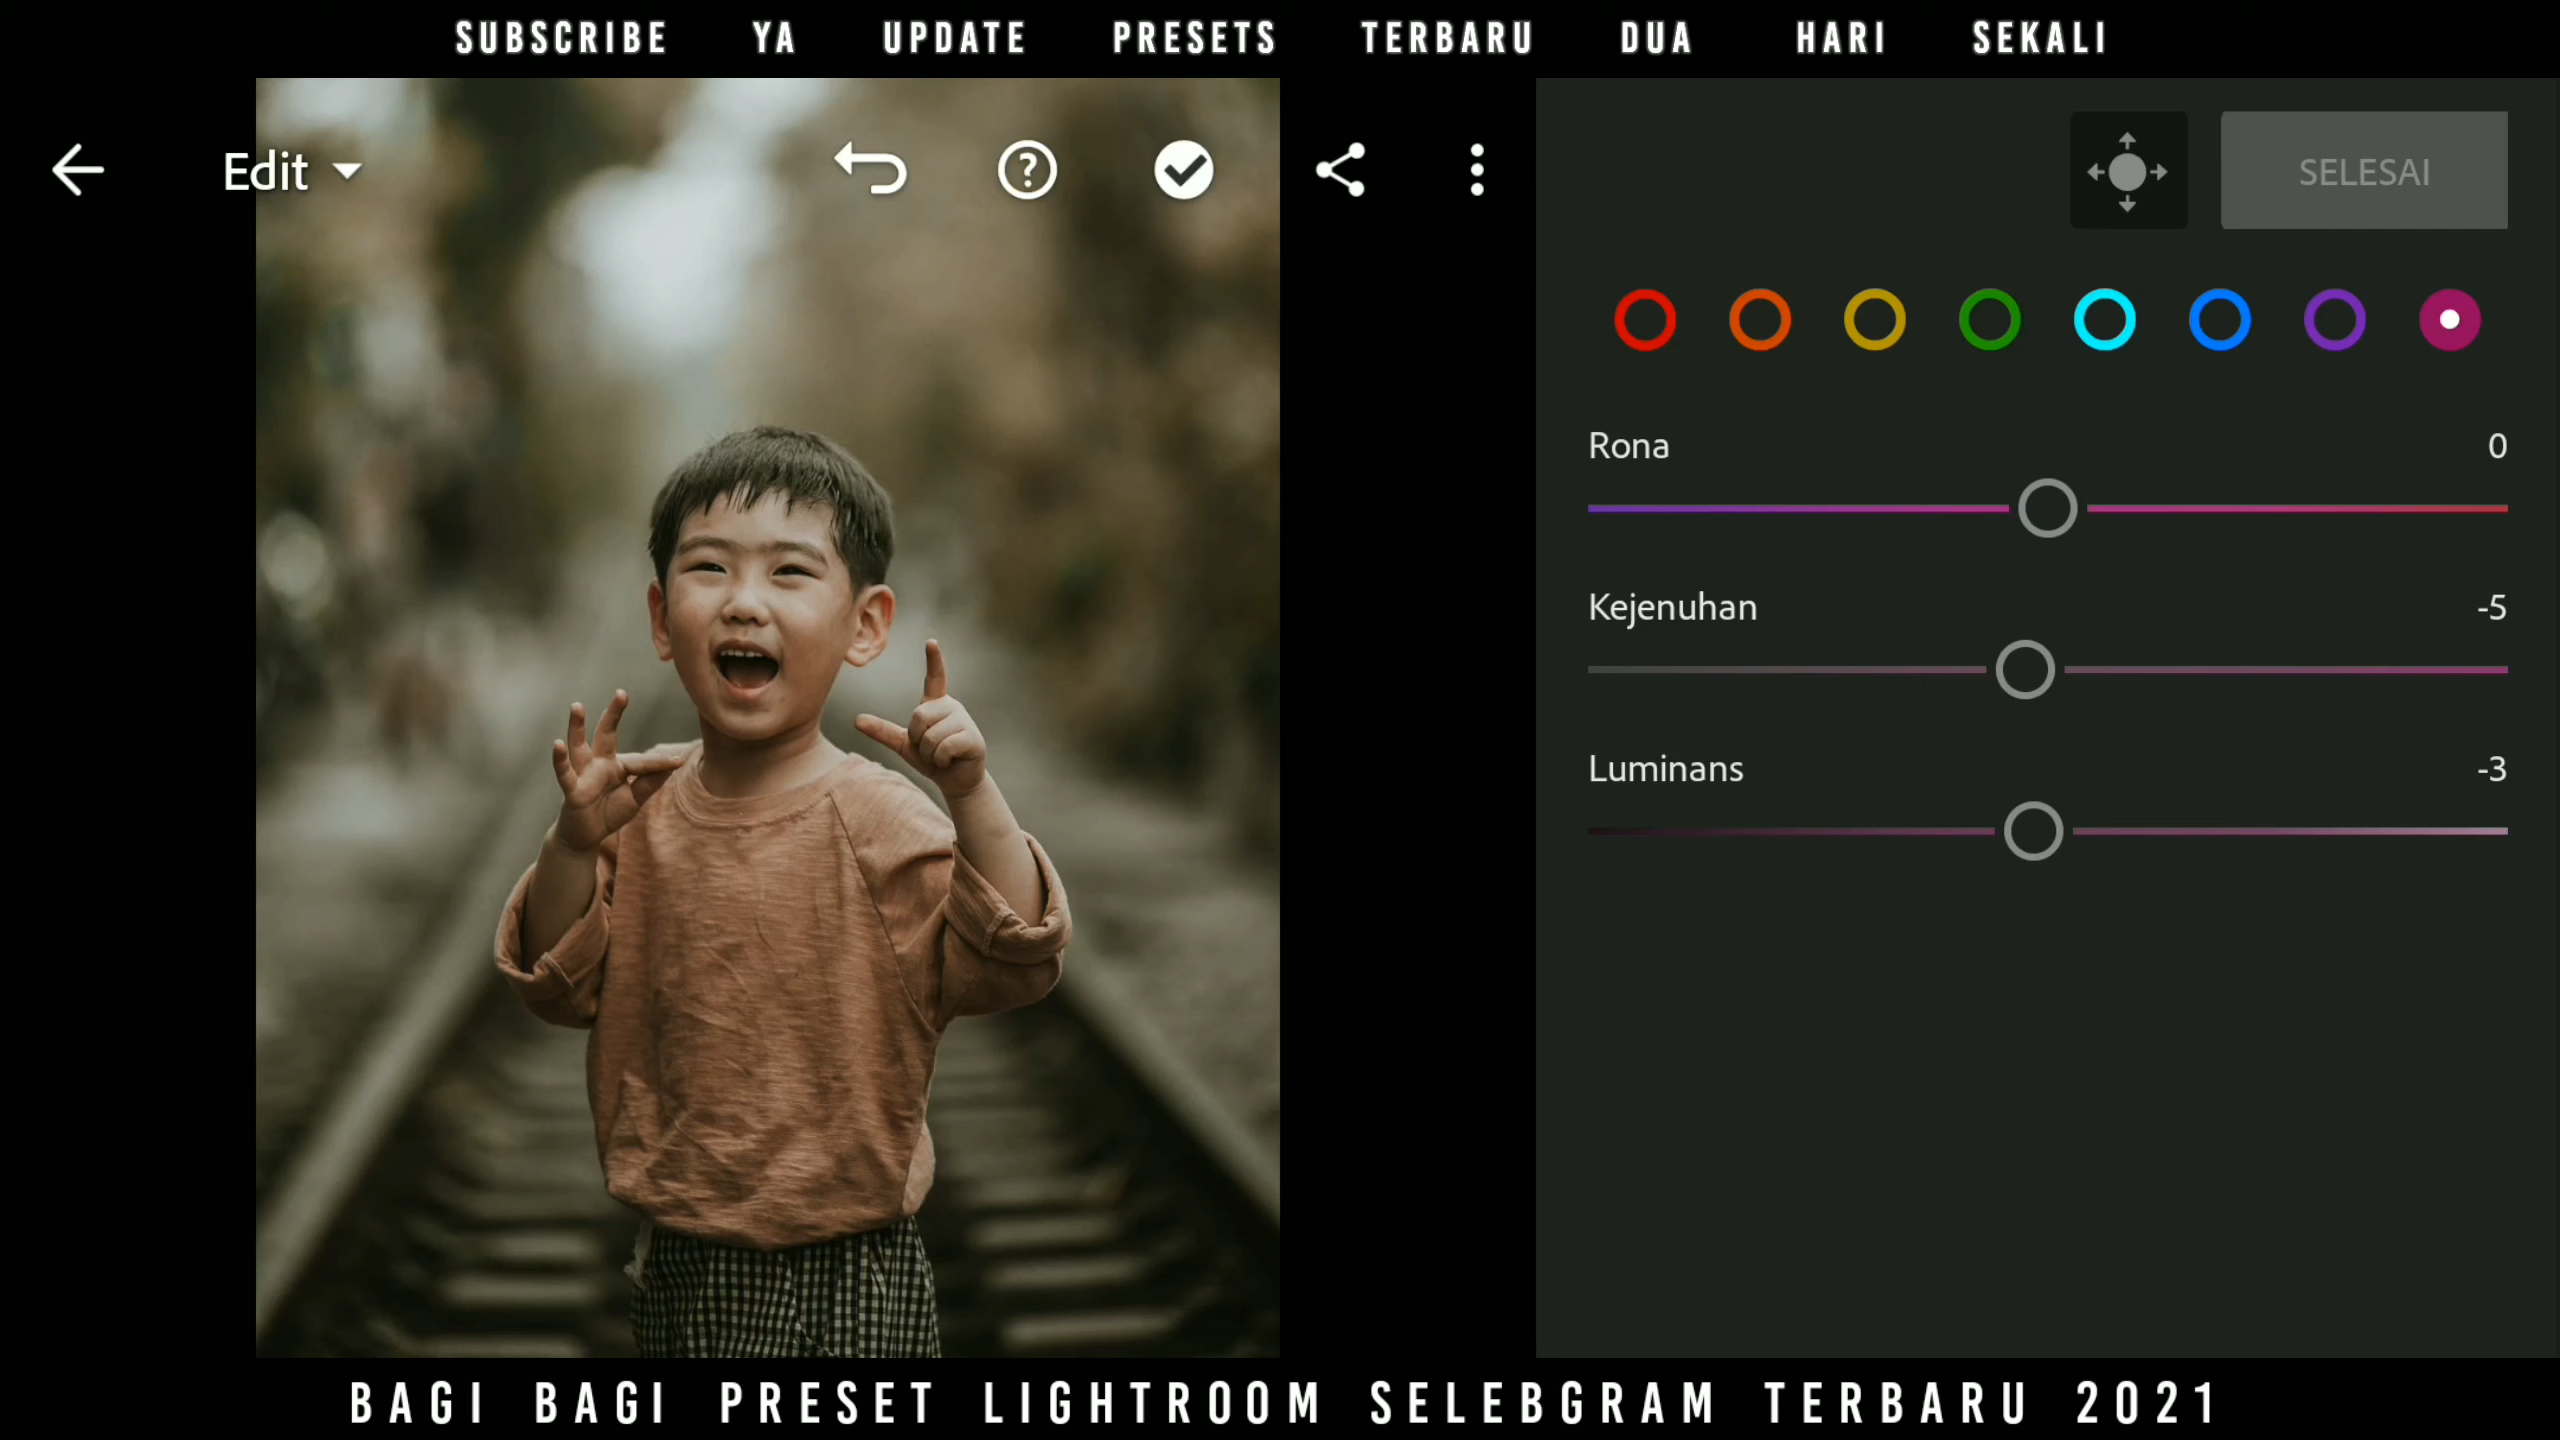 SUBSCRIBE YA UPDATE PRESETS TERBARU DUA HARI SEKALI
Edit
SELESAI
Rona 0
Kejenuhan -5
Luminans -3
BAGI BAGI PRESET LIGHTROOM SELEBGRAM TERBARU 2021